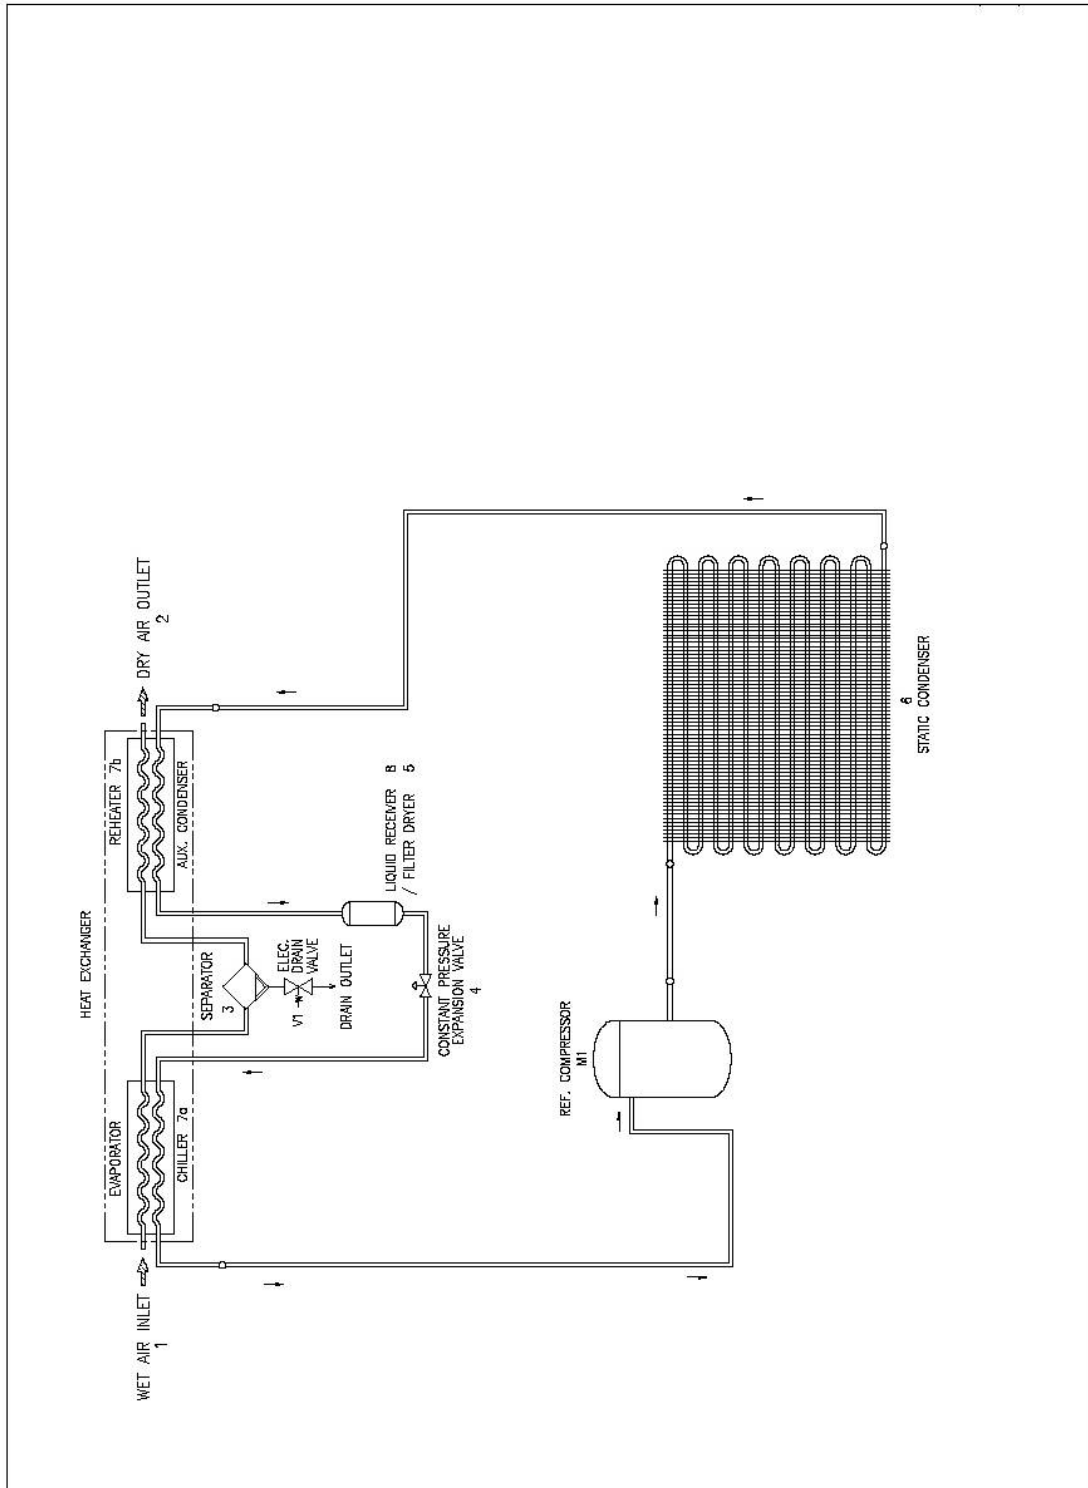 HEAT EXCHANGER
WET AIR INLET
1
EVAPORATOR
CHILLER 7a
SEPARATOR
3
V1
ELEC.
DRAIN
VALVE
DRAIN OUTLET
REHEATER 7b
AUX. CONDENSER
DRY AIR OUTLET
2
LIQUID RECEIVER 8
/ FILTER DRYER 5
CONSTANT PRESSURE
EXPANSION VALVE
4
REF. COMPRESSOR
M1
6
STATIC CONDENSER